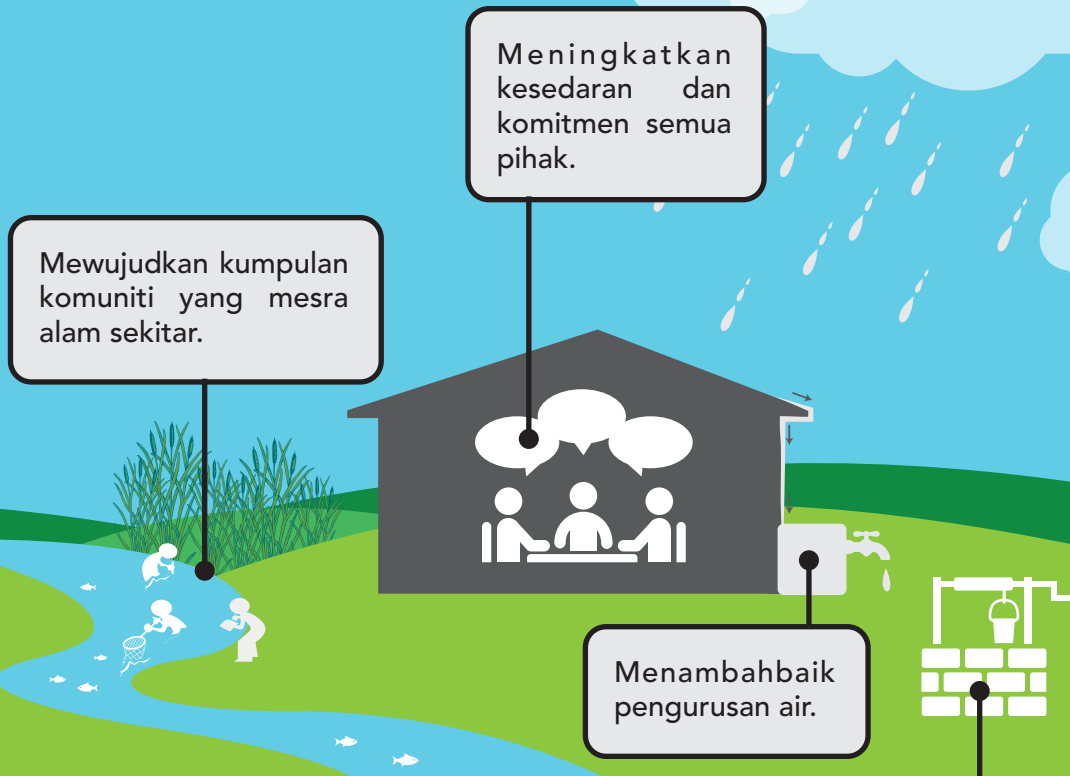 Meningkatkan
kesedaran dan
komitmen semua
pihak.
Mewujudkan kumpulan
komuniti yang mesra
alam sekitar.
Menambahbaik
pengurusan air.